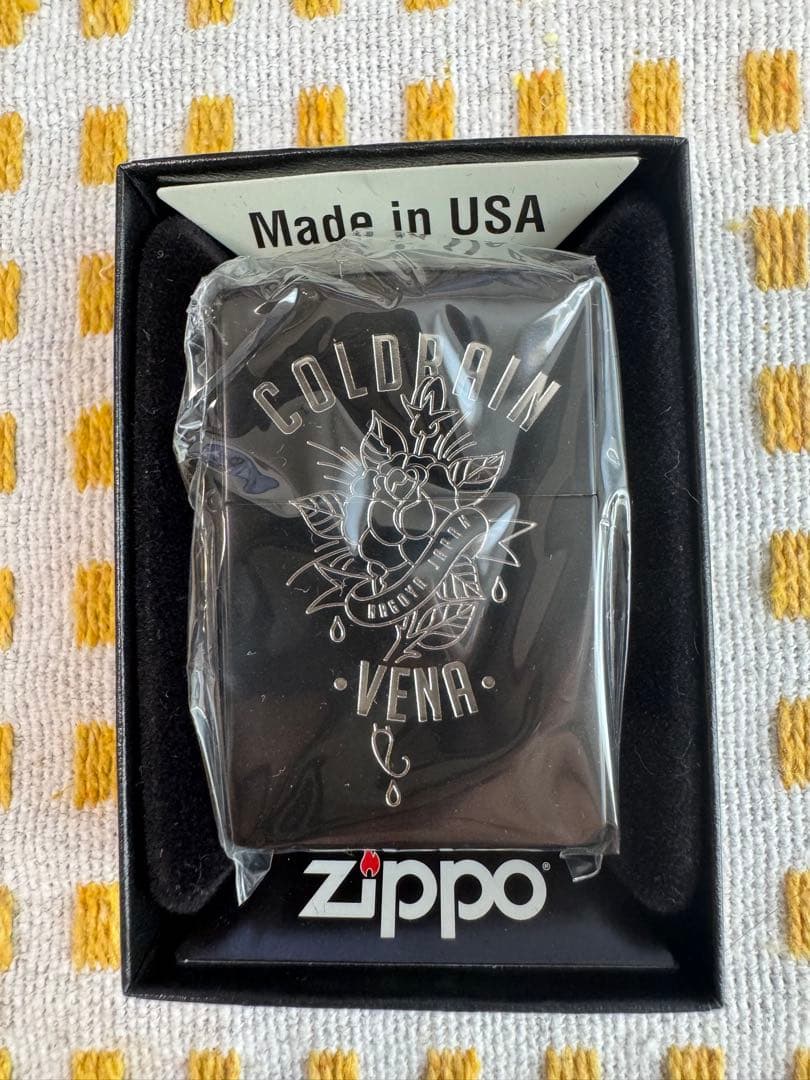 Made in USA
COLDRAIN
NAGOYA JAPAN
• VENA •
zippo®